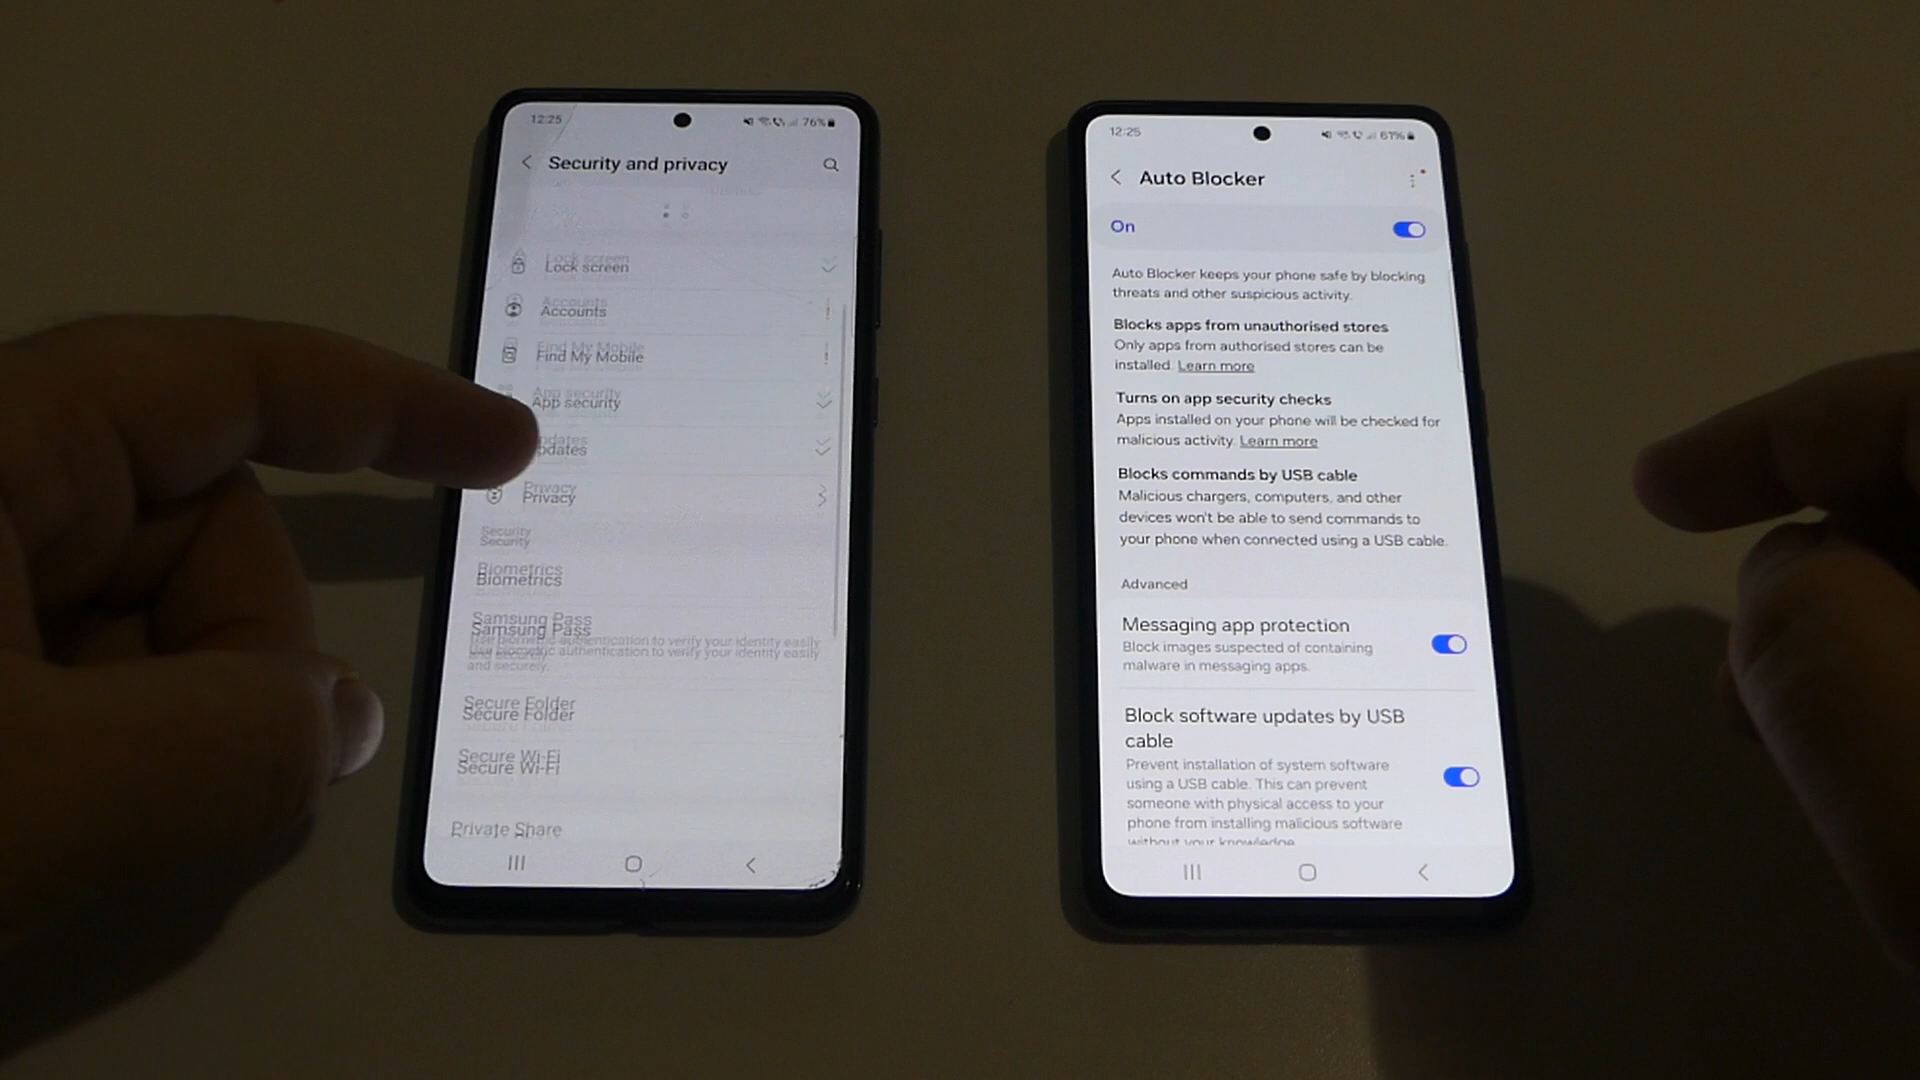 12:25
76%
Security and privacy
Lock screen
Accounts
Find My Mobile
App security
pdates
Privacy
Security
Biometrics
Samsung Pass
Use biometric authentication to verify your identity easily
and securely.
Secure Folder
Secure Wi-Fi
Private Share
12:25
61%
Auto Blocker
On
Auto Blocker keeps your phone safe by blocking
threats and other suspicious activity.
Blocks apps from unauthorised stores
Only apps from authorised stores can be
installed. Learn more
Turns on app security checks
Apps installed on your phone will be checked for
malicious activity. Learn more
Blocks commands by USB cable
Malicious chargers, computers, and other
devices won't be able to send commands to
your phone when connected using a USB cable.
Advanced
Messaging app protection
Block images suspected of containing
malware in messaging apps.
Block software updates by USB
cable
Prevent installation of system software
using a USB cable. This can prevent
someone with physical access to your
phone from installing malicious software
without your knowledge.